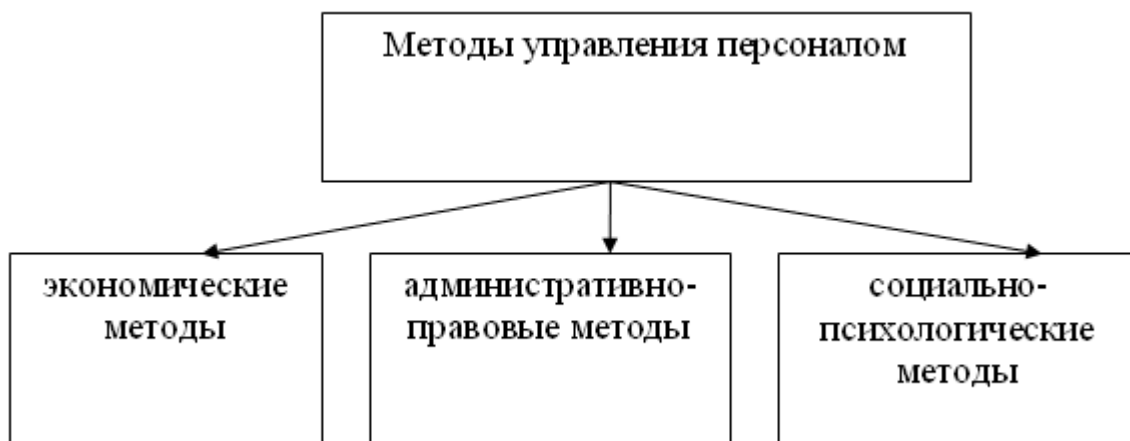 Методы управления персоналом
экономические
методы
административно-
правовые методы
социально-
психологические
методы